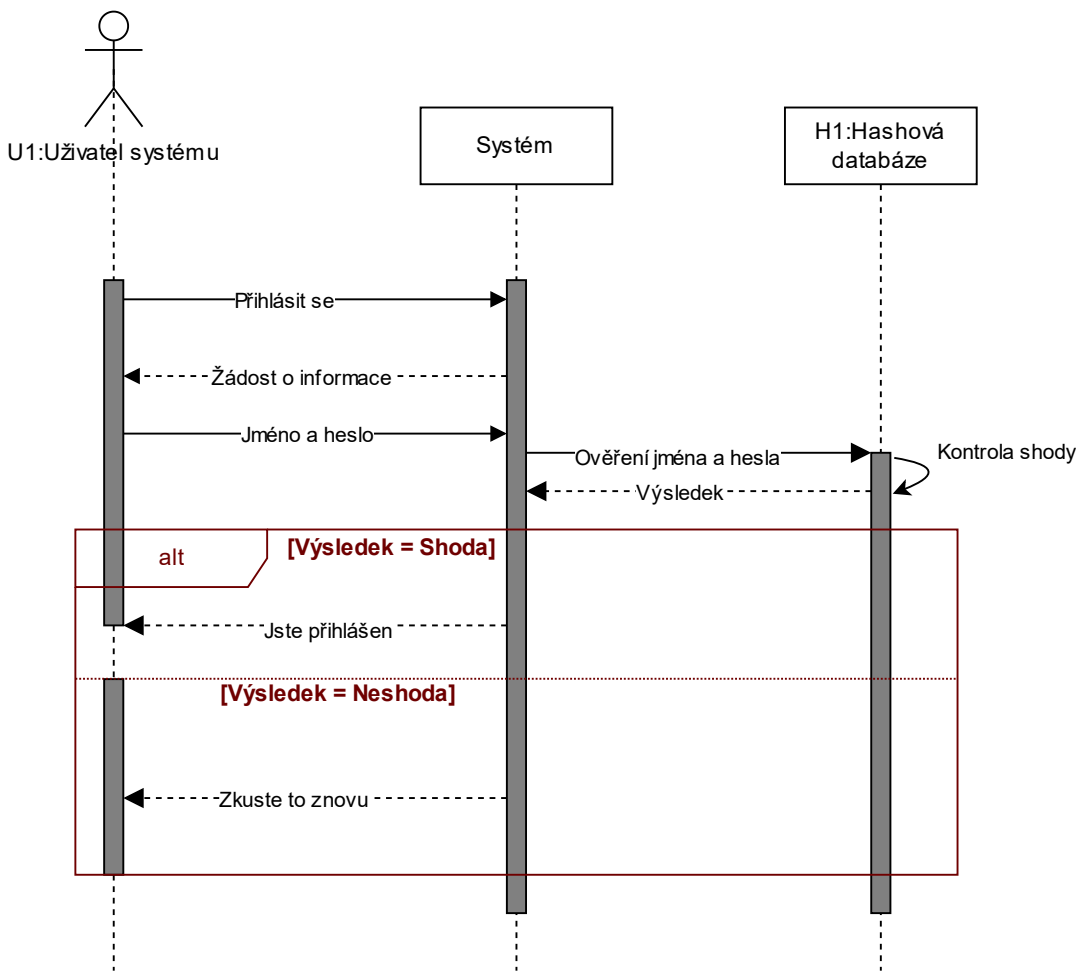 U1:Uživatel systému
Systém
H1:Hashová
databáze
Přihlásit se
Žádost o informace
Jméno a heslo
Ověření jména a hesla
Kontrola shody
Výsledek
alt
[Výsledek = Shoda]
Jste přihlášen
[Výsledek = Neshoda]
Zkuste to znovu